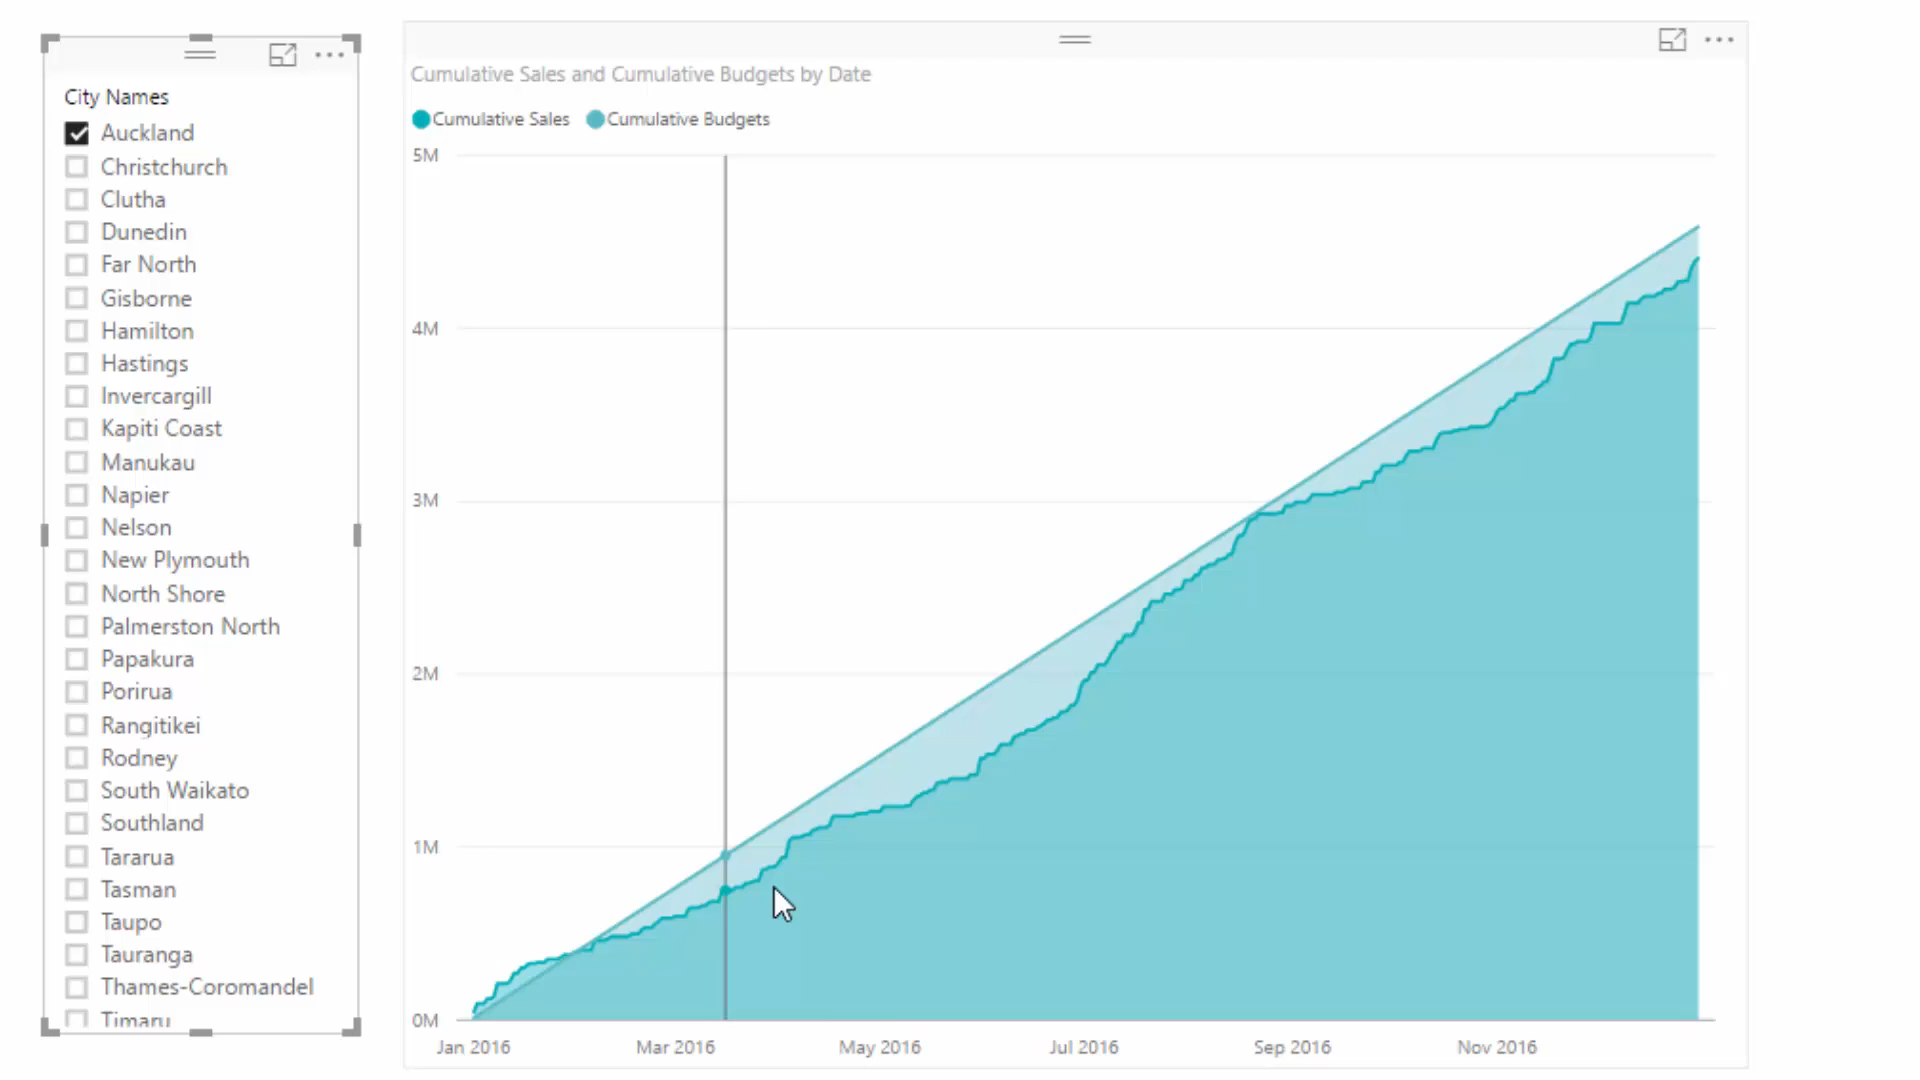 City Names
Auckland
Christchurch
Clutha
Dunedin
Far North
Gisborne
Hamilton
Hastings
Invercargill
Kapiti Coast
Manukau
Napier
Nelson
New Plymouth
North Shore
Palmerston North
Papakura
Porirua
Rangitikei
Rodney
South Waikato
Southland
Tararua
Tasman
Taupo
Tauranga
Thames-Coromandel
Timaru
Cumulative Sales and Cumulative Budgets by Date
Cumulative Sales Cumulative Budgets
5M
4M
3M
2M
1M
0M
Jan 2016 Mar 2016 May 2016 Jul 2016 Sep 2016 Nov 2016